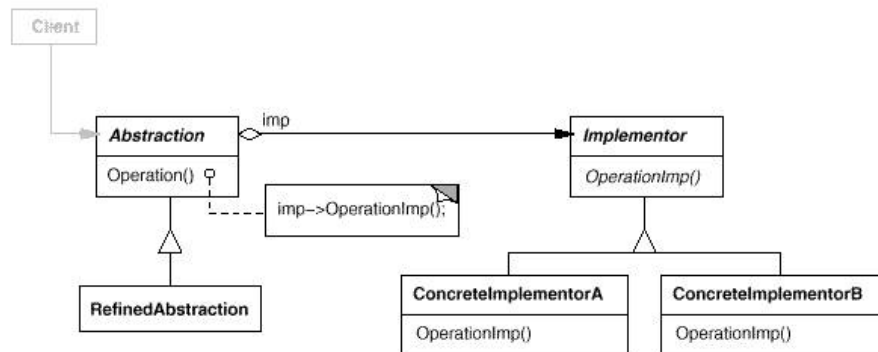 Client
Abstraction
imp
Implementor
Operation()
OperationImp()
imp->OperationImp();
RefinedAbstraction
ConcreteImplementorA
ConcreteImplementorB
OperationImp()
OperationImp()